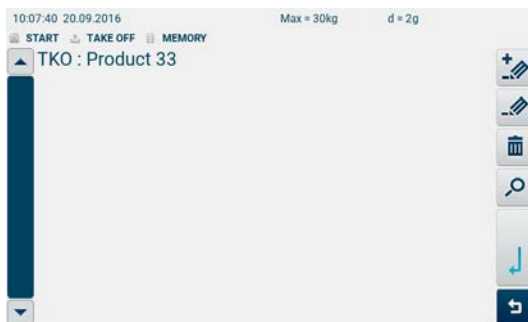 10:07:40 20.09.2016 Max = 30kg d = 2g
START TAKE OFF MEMORY
TKO : Product 33